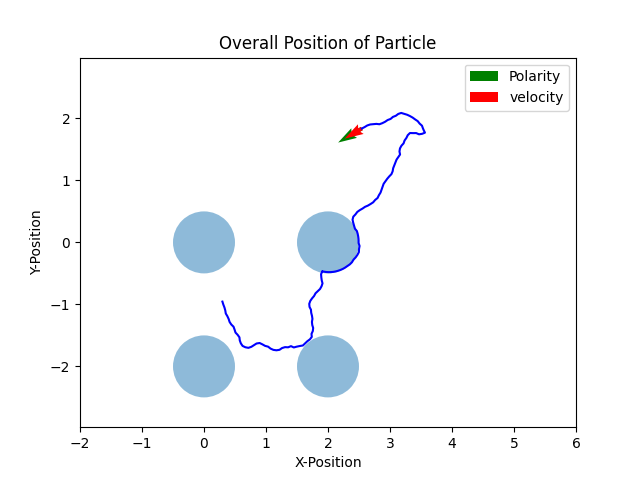 Overall Position of Particle
Polarity
velocity
2
1
0
−1
−2
Y-Position
−2 −1 0 1 2 3 4 5 6
X-Position